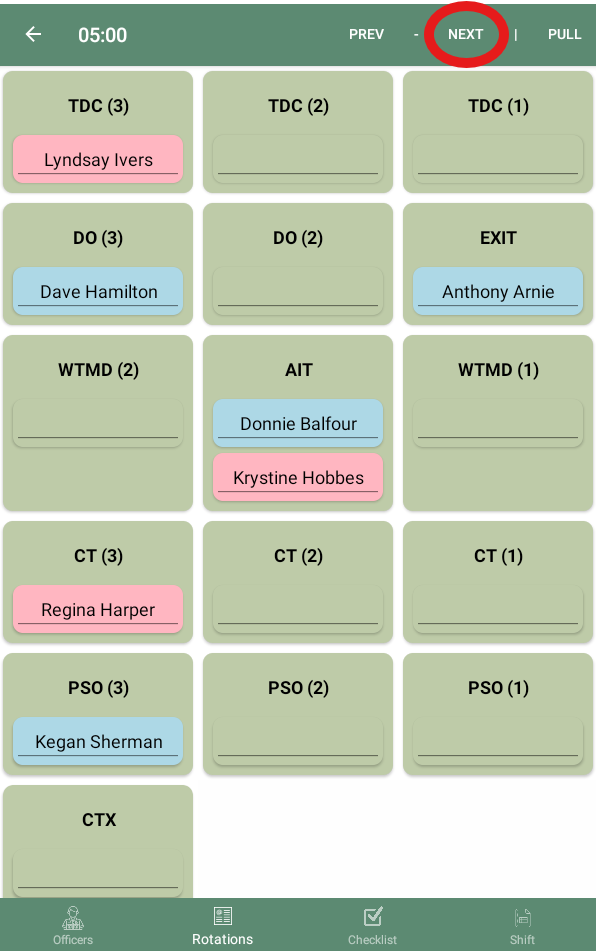 05:00 PREV - NEXT | PULL
TDC (3) TDC (2) TDC (1)
Lyndsay Ivers
DO (3) DO (2) EXIT
Dave Hamilton Anthony Arnie
WTMD (2) AIT WTMD (1)
Donnie Balfour
Krystine Hobbes
CT (3) CT (2) CT (1)
Regina Harper
PSO (3) PSO (2) PSO (1)
Kegan Sherman
CTX
Officers Rotations Checklist Shift